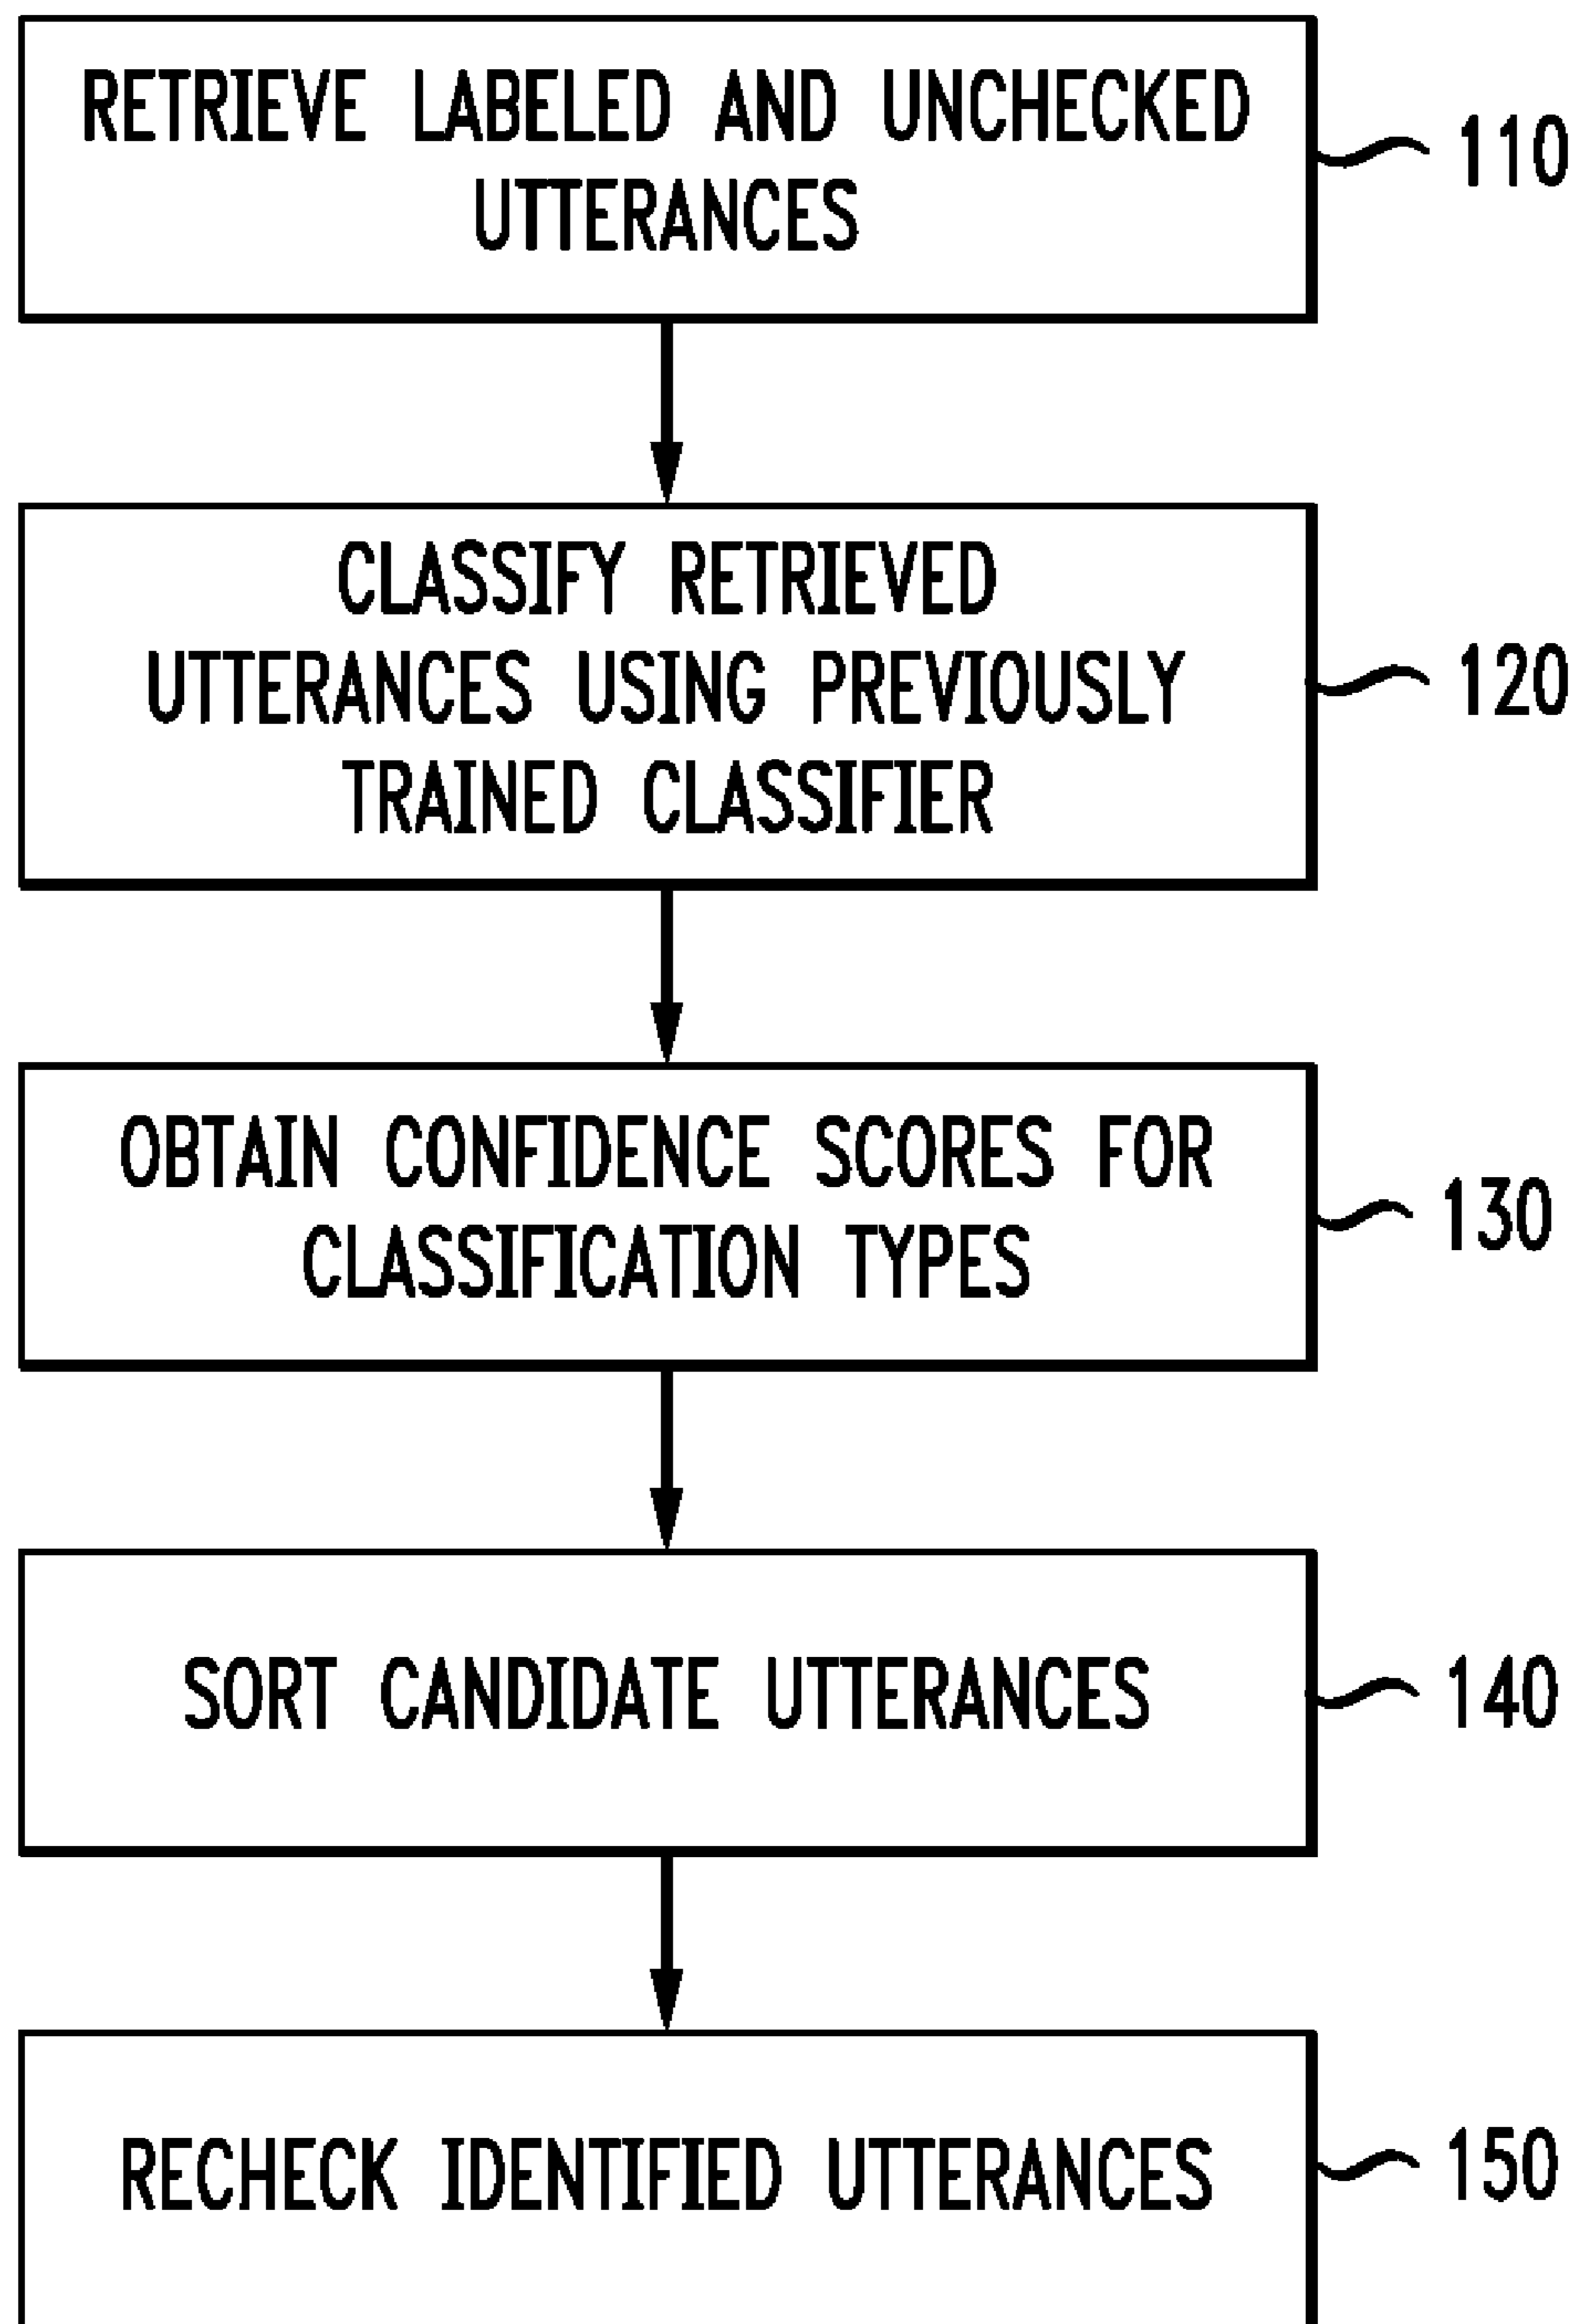 RETRIEVE LABELED AND UNCHECKED
UTTERANCES
110
CLASSIFY RETRIEVED
UTTERANCES USING PREVIOUSLY
TRAINED CLASSIFIER
120
OBTAIN CONFIDENCE SCORES FOR
CLASSIFICATION TYPES
130
SORT CANDIDATE UTTERANCES
140
RECHECK IDENTIFIED UTTERANCES
150